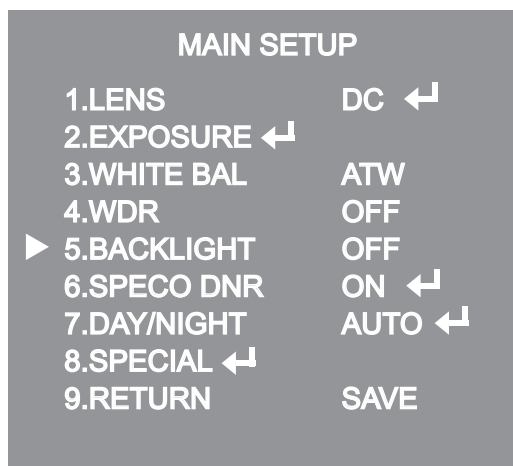 MAIN SETUP
1.LENS DC ↵
2.EXPOSURE ↵
3.WHITE BAL ATW
4.WDR OFF
▶ 5.BACKLIGHT OFF
6.SPECO DNR ON ↵
7.DAY/NIGHT AUTO ↵
8.SPECIAL ↵
9.RETURN SAVE